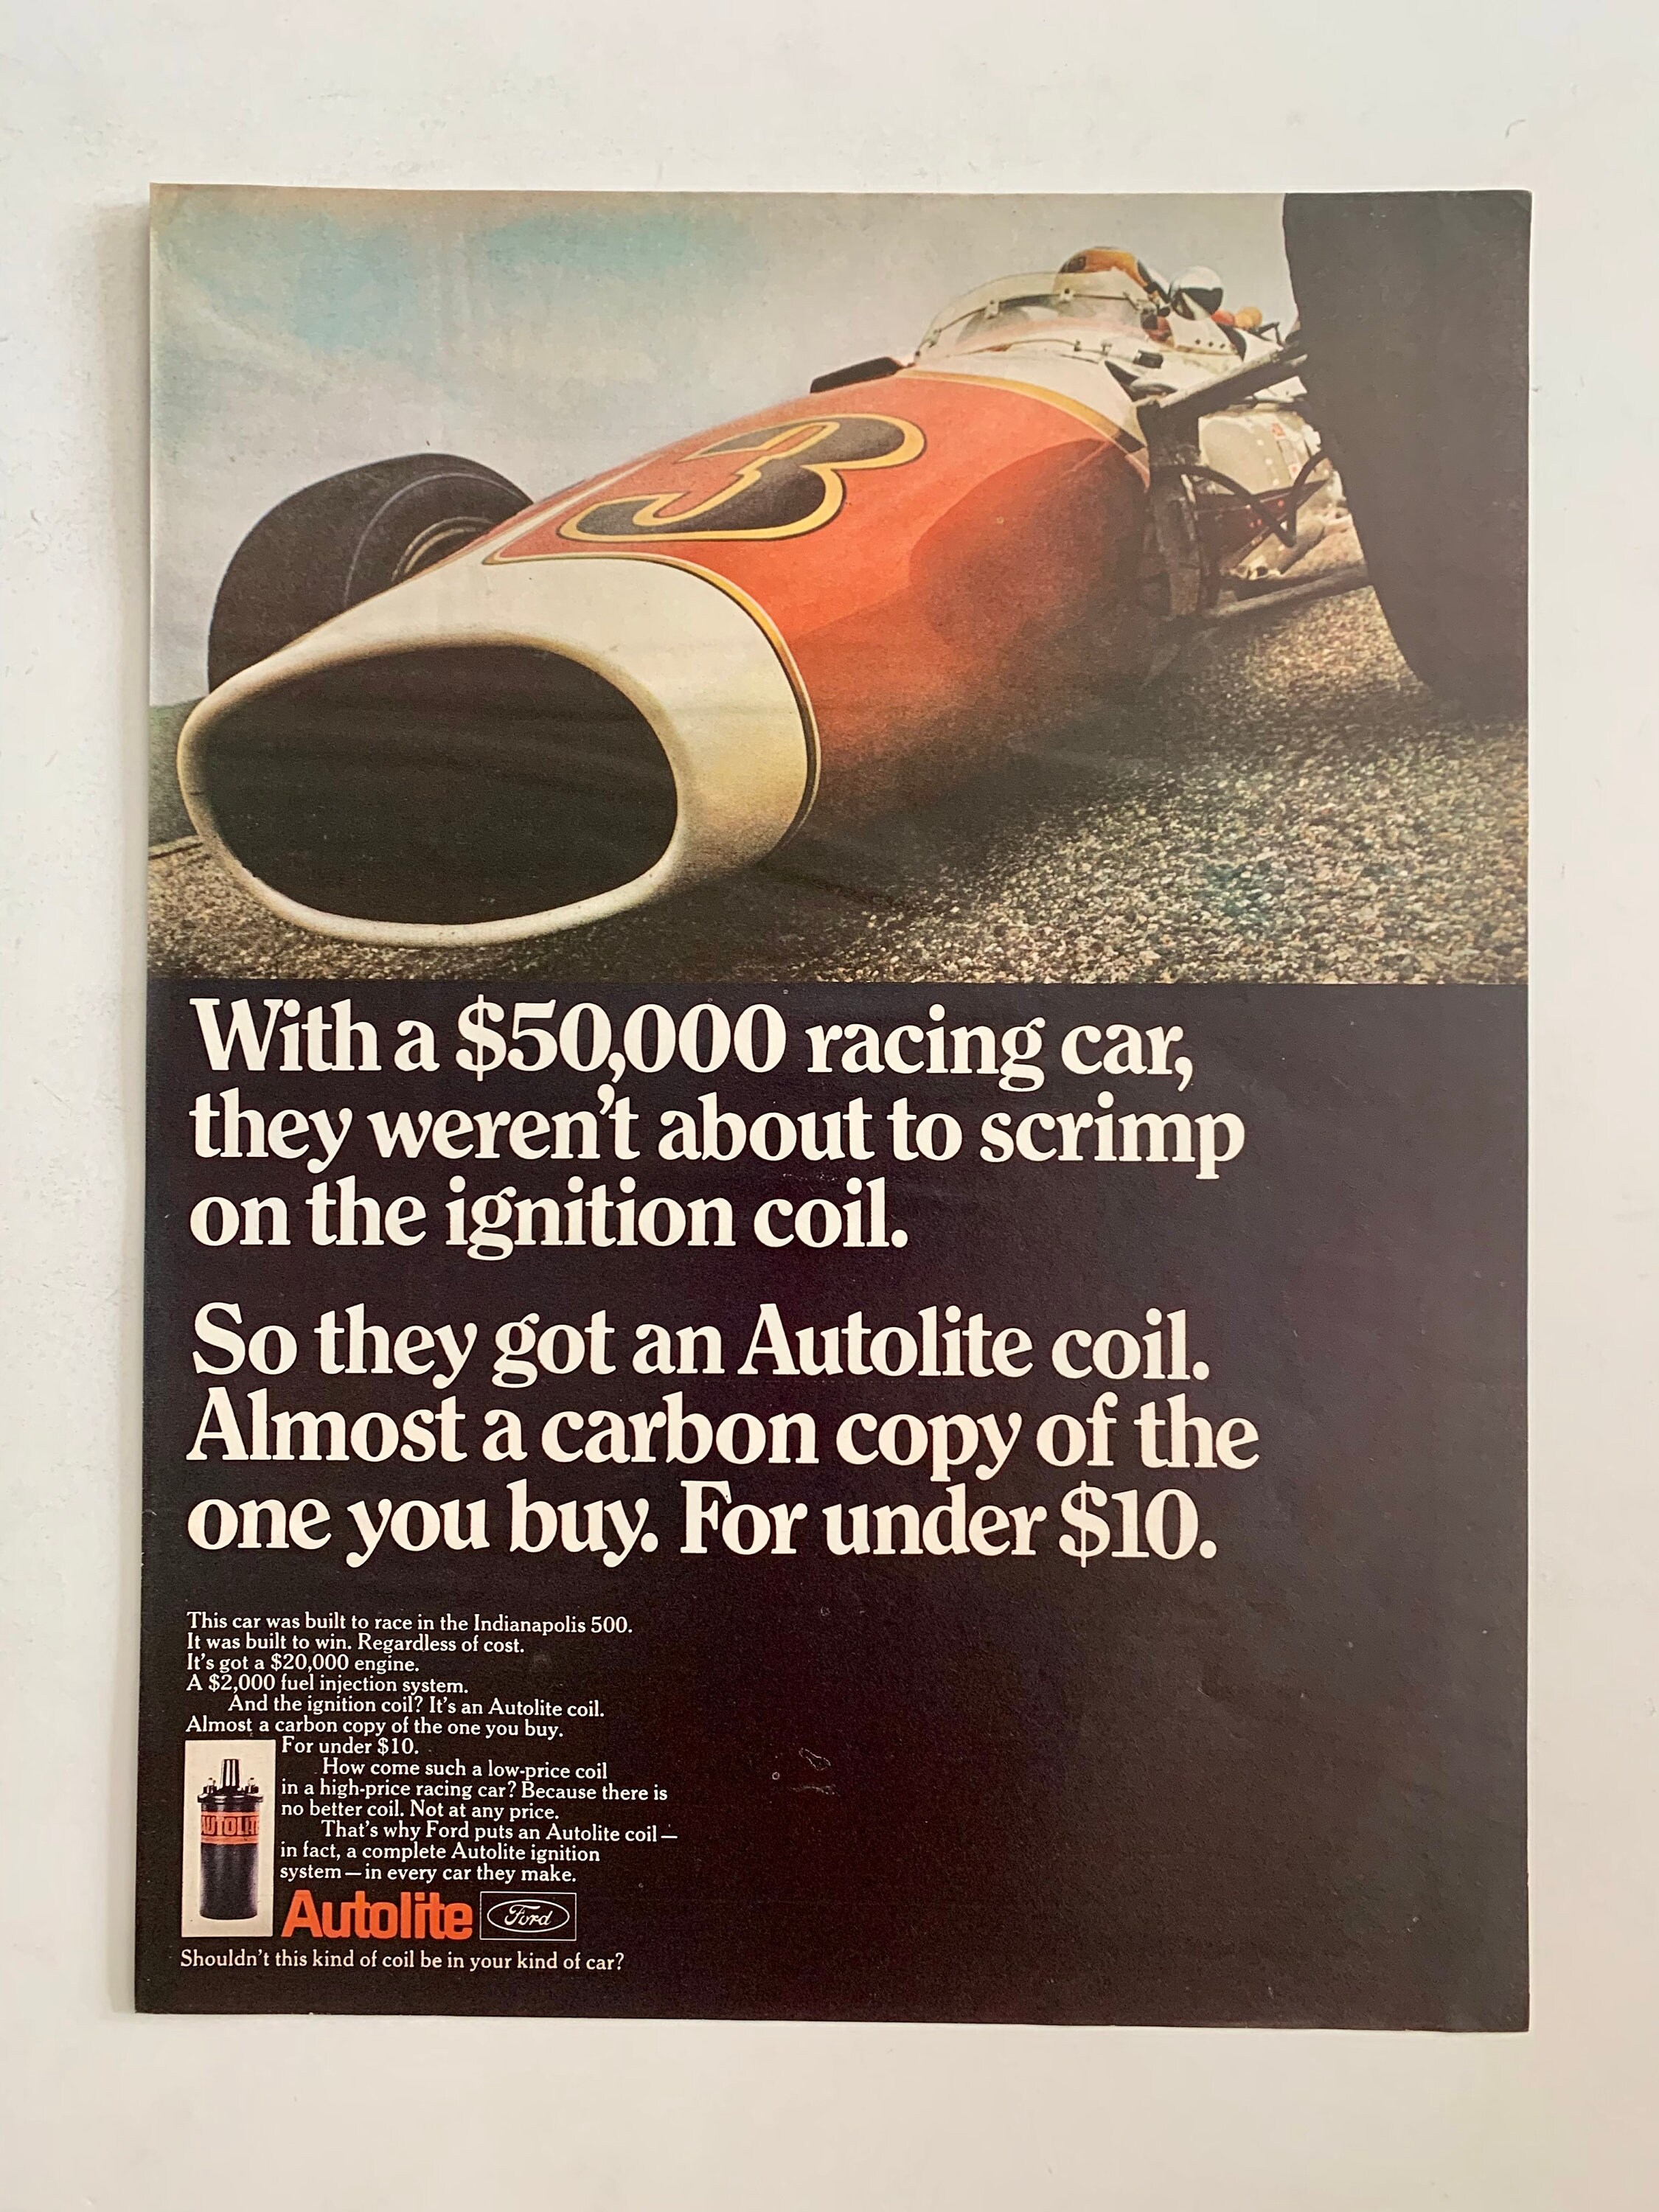 3
With a $50,000 racing car,
they weren't about to scrimp
on the ignition coil.
So they got an Autolite coil.
Almost a carbon copy of the
one you buy. For under $10.
This car was built to race in the Indianapolis 500.
It was built to win. Regardless of cost.
It's got a $20,000 engine.
A $2,000 fuel injection system.
And the ignition coil? It's an Autolite coil.
Almost a carbon copy of the one you buy.
For under $10.
How come such a low-price coil
in a high-price racing car? Because there is
no better coil. Not at any price.
That's why Ford puts an Autolite coil—
in fact, a complete Autolite ignition
system—in every car they make.
AUTOLITE
Autolite Ford
Shouldn't this kind of coil be in your kind of car?